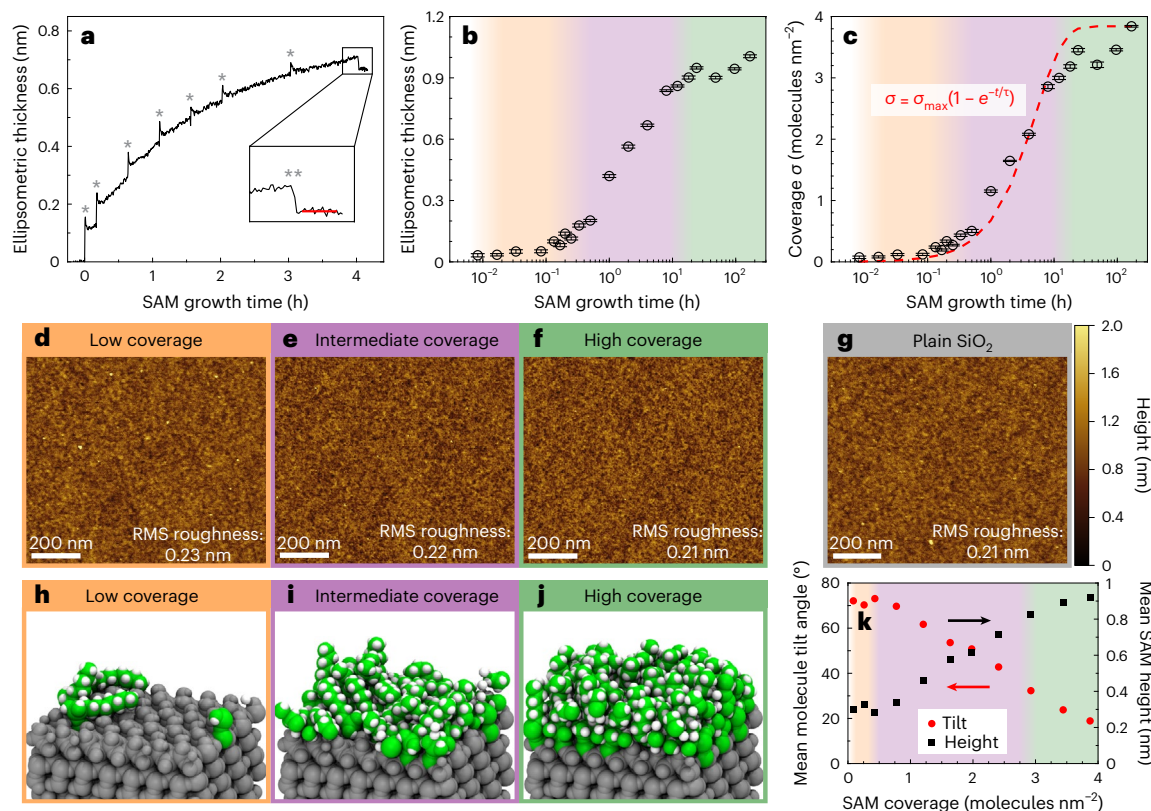 a
Ellipsometric thickness (nm)
0.8
0.6
0.4
0.2
0
*
*
*
*
*
*
*
**
0
1
2
3
4
SAM growth time (h)
b
Ellipsometric thickness (nm)
1.2
0.9
0.6
0.3
0
10⁻²
10⁻¹
10⁰
10¹
10²
SAM growth time (h)
c
Coverage σ (molecules nm⁻²)
4
3
2
1
0
σ = σmax(1 − e^−t/τ)
10⁻²
10⁻¹
10⁰
10¹
10²
SAM growth time (h)
d
Low coverage
200 nm
RMS roughness:
0.23 nm
e
Intermediate coverage
200 nm
RMS roughness:
0.22 nm
f
High coverage
200 nm
RMS roughness:
0.21 nm
g
Plain SiO₂
200 nm
RMS roughness:
0.21 nm
2.0
1.6
1.2
0.8
0.4
0
Height (nm)
h
Low coverage
i
Intermediate coverage
j
High coverage
k
Mean molecule tilt angle (°)
80
60
40
20
0
Tilt
Height
1
0.8
0.6
0.4
0.2
0
Mean SAM height (nm)
0
1
2
3
4
SAM coverage (molecules nm⁻²)